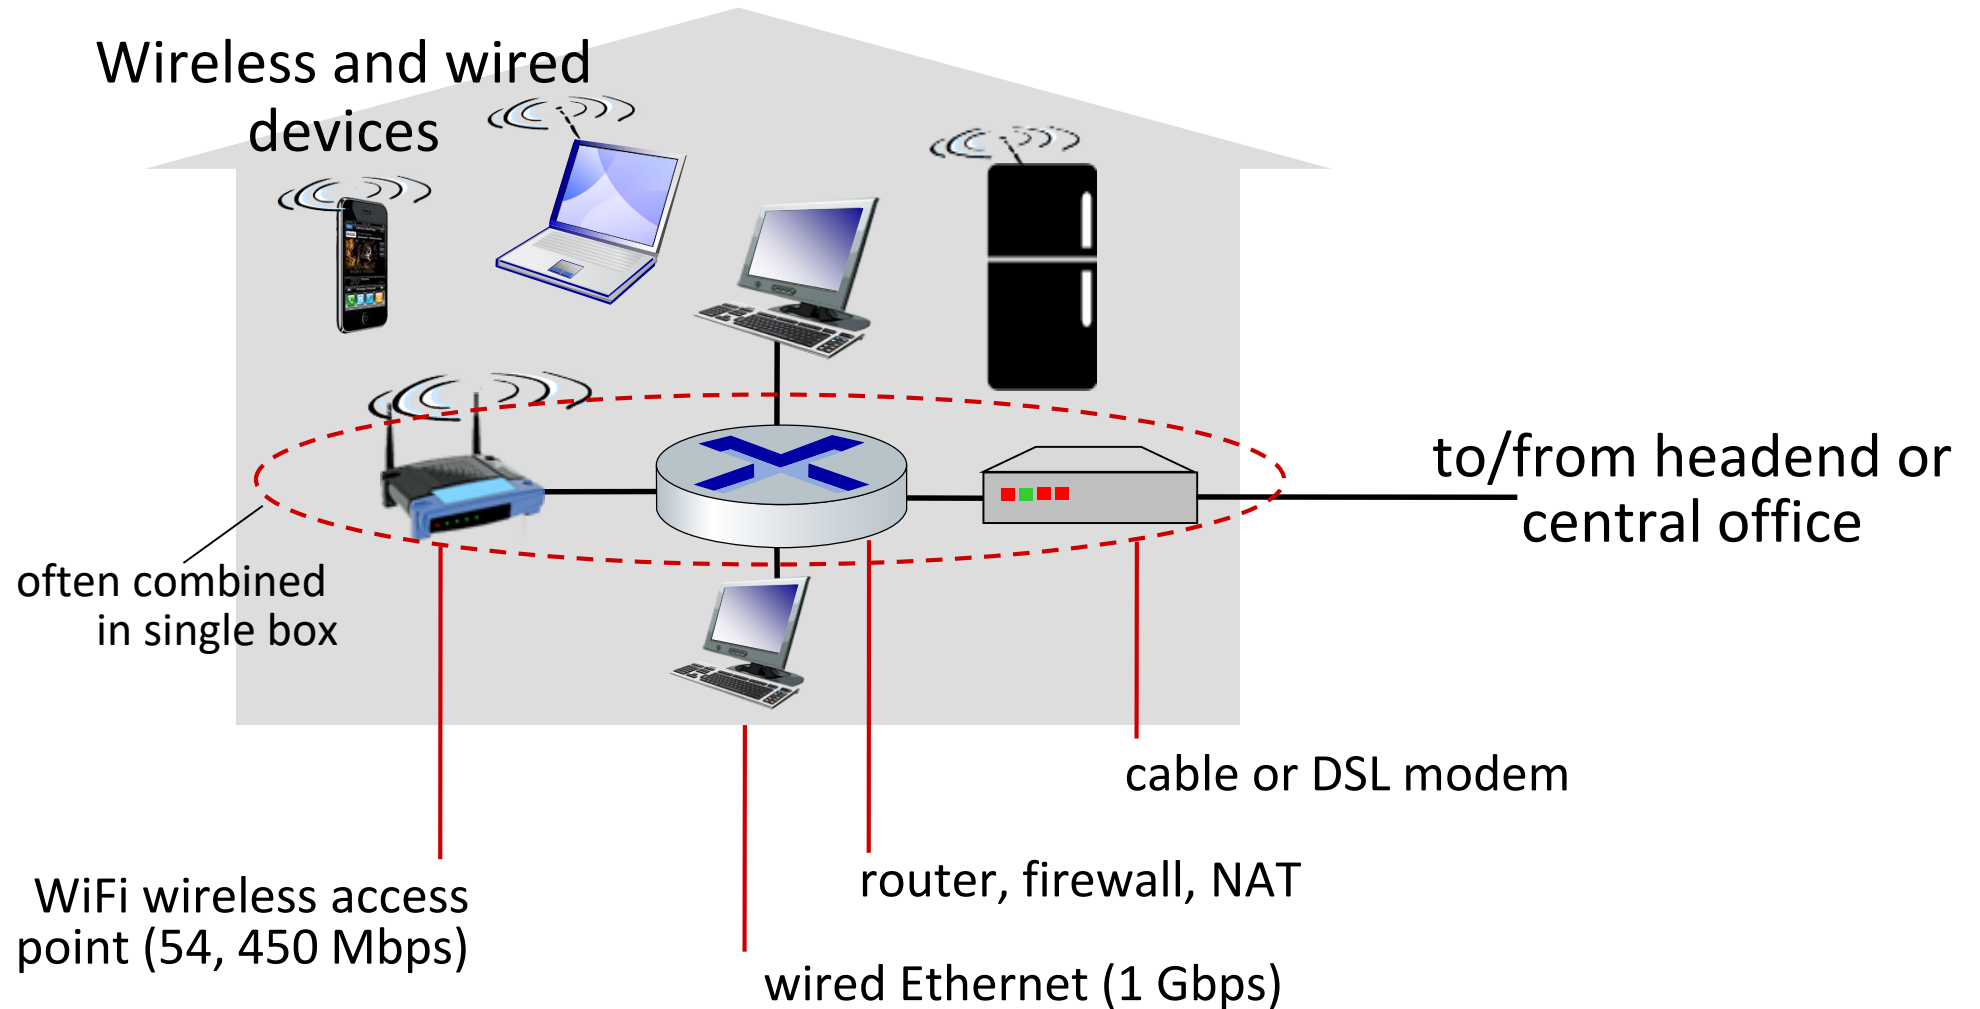 Wireless and wired
devices
to/from headend or
central office
often combined
in single box
cable or DSL modem
router, firewall, NAT
WiFi wireless access
point (54, 450 Mbps)
wired Ethernet (1 Gbps)